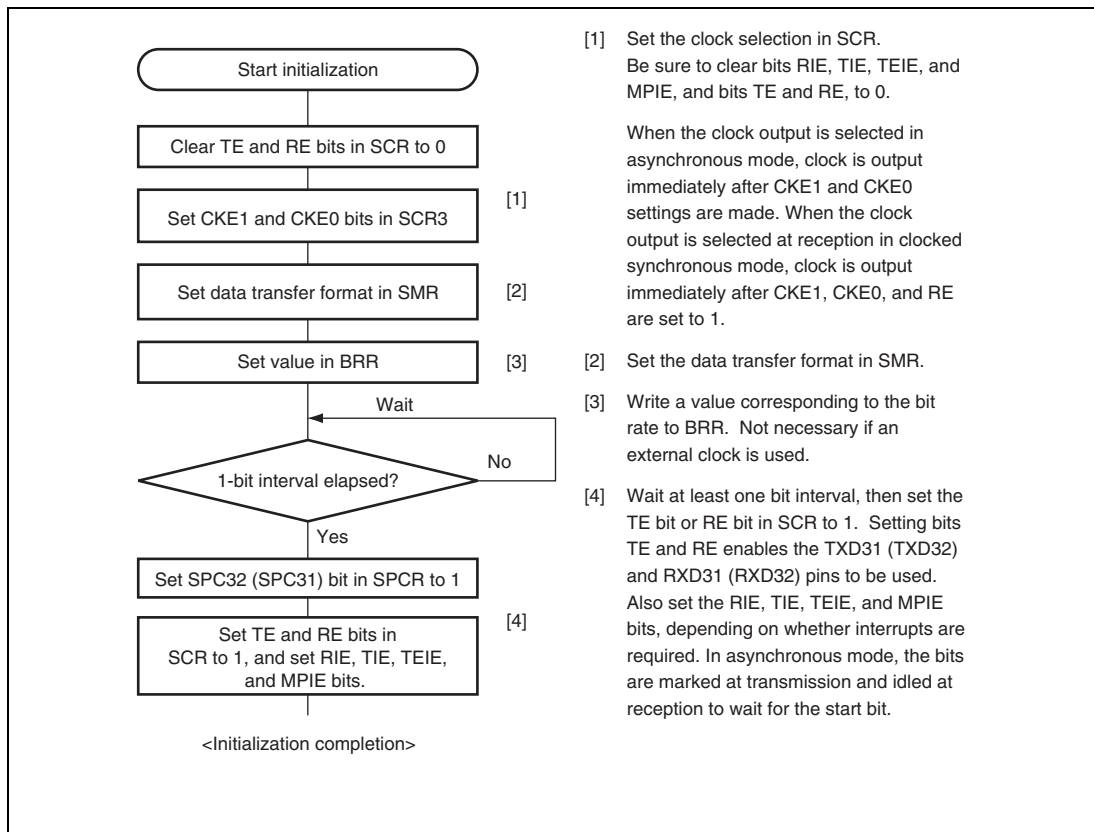 Start initialization
Clear TE and RE bits in SCR to 0
[1]
Set CKE1 and CKE0 bits in SCR3
Set data transfer format in SMR
[2]
Set value in BRR
[3]
Wait
No
1-bit interval elapsed?
Yes
Set SPC32 (SPC31) bit in SPCR to 1
[4]
Set TE and RE bits in
SCR to 1, and set RIE, TIE, TEIE,
and MPIE bits.
<Initialization completion>
[1] Set the clock selection in SCR.
Be sure to clear bits RIE, TIE, TEIE, and
MPIE, and bits TE and RE, to 0.
When the clock output is selected in
asynchronous mode, clock is output
immediately after CKE1 and CKE0
settings are made. When the clock
output is selected at reception in clocked
synchronous mode, clock is output
immediately after CKE1, CKE0, and RE
are set to 1.
[2] Set the data transfer format in SMR.
[3] Write a value corresponding to the bit
rate to BRR. Not necessary if an
external clock is used.
[4] Wait at least one bit interval, then set the
TE bit or RE bit in SCR to 1. Setting bits
TE and RE enables the TXD31 (TXD32)
and RXD31 (RXD32) pins to be used.
Also set the RIE, TIE, TEIE, and MPIE
bits, depending on whether interrupts are
required. In asynchronous mode, the bits
are marked at transmission and idled at
reception to wait for the start bit.